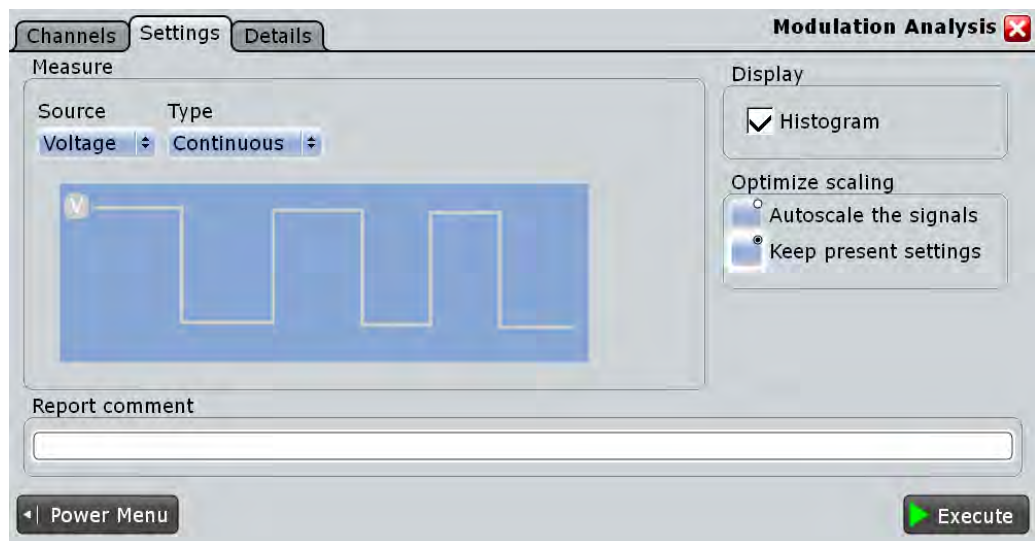 Channels Settings Details Modulation Analysis
Measure
Source Type
Voltage Continuous
V
Display
Histogram
Optimize scaling
Autoscale the signals
Keep present settings
Report comment
Power Menu
Execute